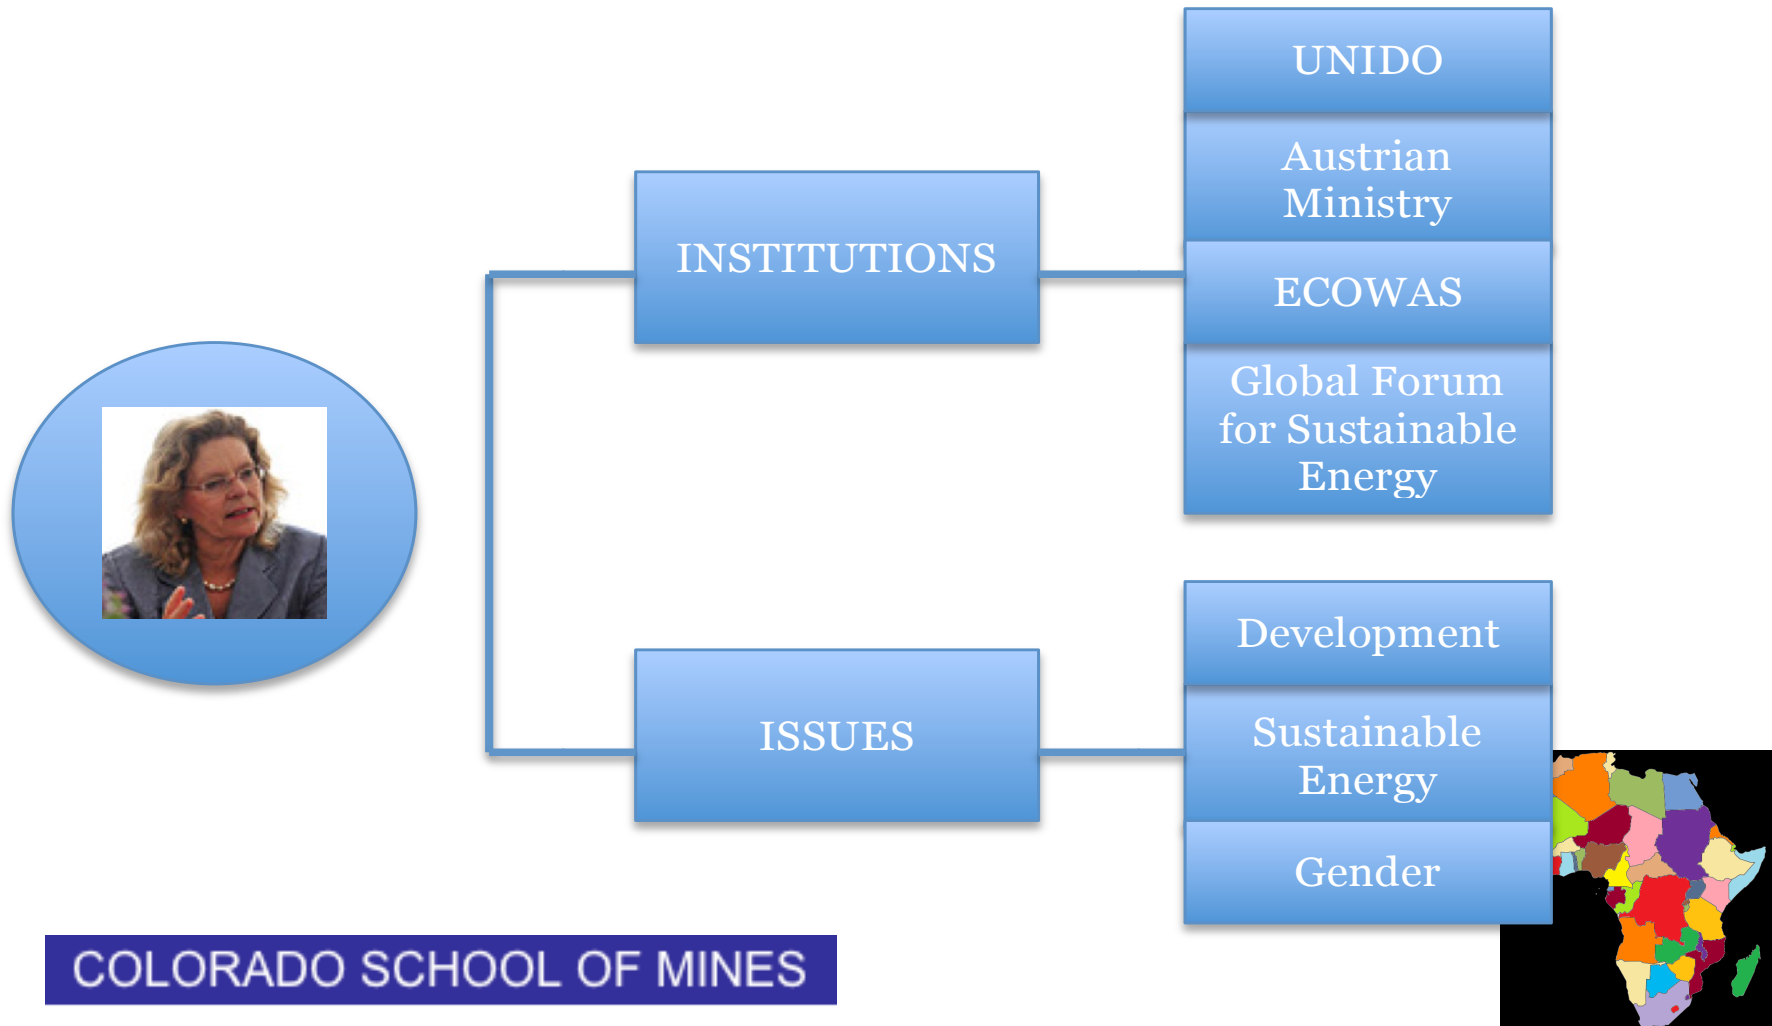 UNIDO
Austrian
Ministry
INSTITUTIONS
ECOWAS
Global Forum
for Sustainable
Energy
Development
ISSUES
Sustainable
Energy
Gender
COLORADO SCHOOL OF MINES